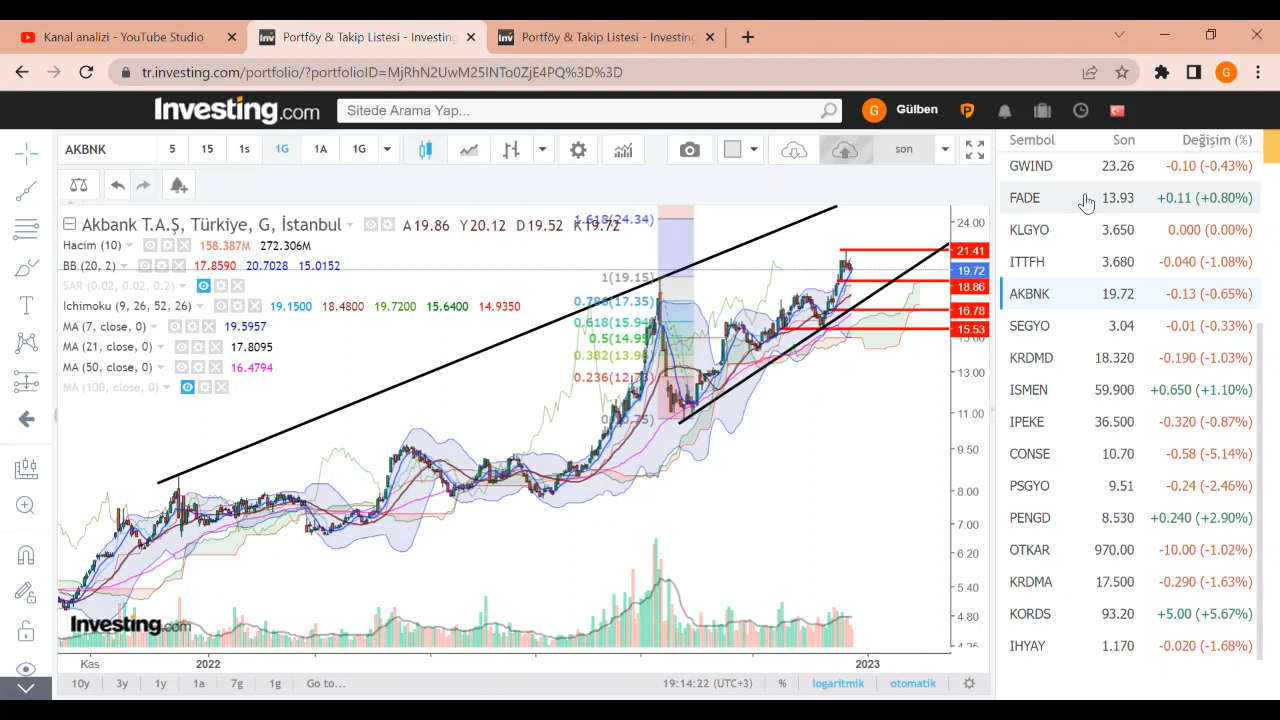 Kanal analizi - YouTube Studio
Portföy & Takip Listesi - Investing
Portföy & Takip Listesi - Investing
tr.investing.com/portfolio/?portfolioID=MjRhN2UwM25INTo0ZjE4PQ%3D%3D
G
Investing.com
Sitede Arama Yap...
G
Gülben
P
AKBNK
5
15
1s
1G
1A
1G
son
Akbank T.A.Ş, Türkiye, G, İstanbul
A19.86 Y20.12 D19.52 K19.72
Hacim (10)
158.387M 272.306M
BB (20, 2)
17.8590 20.7028 15.0152
SAR (0.02, 0.02, 0.2)
Ichimoku (9, 26, 52, 26)
19.1500 18.4800 19.7200 15.6400 14.9350
MA (7, close, 0)
19.5957
MA (21, close, 0)
17.8095
MA (50, close, 0)
16.4794
MA (100, close, 0)
1.618(24.34)
1(19.15)
0.786(17.35)
0.618(15.94)
0.5(14.95)
0.382(13.96)
24.00
21.41
19.72
18.86
16.78
15.53
15.00
13.00
11.00
9.50
8.00
7.00
6.20
5.40
4.80
Investing.com
Kas
2022
2023
10y
3y
1y
1a
7g
1g
Go to...
19:14:22 (UTC+3)
%
logaritmik
otomatik
Sembol Son Değişim (%)
GWIND 23.26 -0.10 (-0.43%)
FADE 13.93 +0.11 (+0.80%)
KLGYO 3.650 0.000 (0.00%)
ITTFH 3.680 -0.040 (-1.08%)
AKBNK 19.72 -0.13 (-0.65%)
SEGYO 3.04 -0.01 (-0.33%)
KRDMD 18.320 -0.190 (-1.03%)
ISMEN 59.900 +0.650 (+1.10%)
IPEKE 36.500 -0.320 (-0.87%)
CONSE 10.70 -0.58 (-5.14%)
PSGYO 9.51 -0.24 (-2.46%)
PENGD 8.530 +0.240 (+2.90%)
OTKAR 970.00 -10.00 (-1.02%)
KRDMA 17.500 -0.290 (-1.63%)
KORDS 93.20 +5.00 (+5.67%)
IHYAY 1.170 -0.020 (-1.68%)